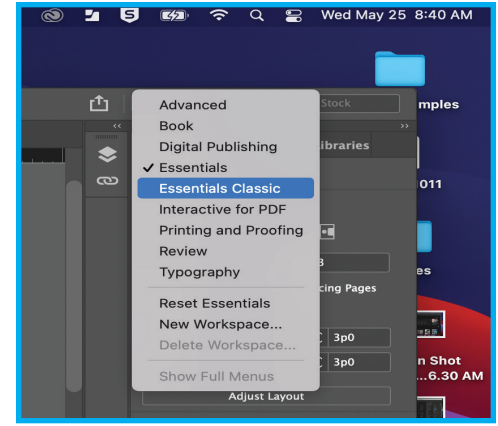 Wed May 25 8:40 AM
Stock
mples
Advanced
Book
Digital Publishing
ibraries
✓ Essentials
Essentials Classic
011
Interactive for PDF
Printing and Proofing
Review
Typography
es
cing Pages
Reset Essentials
New Workspace...
3p0
Delete Workspace...
3p0
n Shot
...6.30 AM
Show Full Menus
Adjust Layout